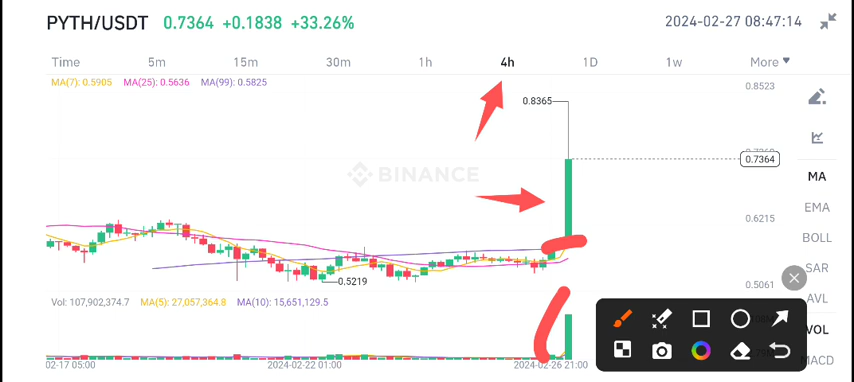 PYTH/USDT 0.7364 +0.1838 +33.26% 2024-02-27 08:47:14
Time 5m 15m 30m 1h 4h 1D 1w More
MA(7): 0.5905 MA(25): 0.5636 MA(99): 0.5825
0.8523
0.8365
0.7364
BINANCE
MA
EMA
0.6215
BOLL
SAR
0.5219
0.5061
AVL
Vol: 107,902,374.7 MA(5): 27,057,364.8 MA(10): 15,651,129.5
VOL
MACD
02-17 05:00 2024-02-22 01:00 2024-02-26 21:00